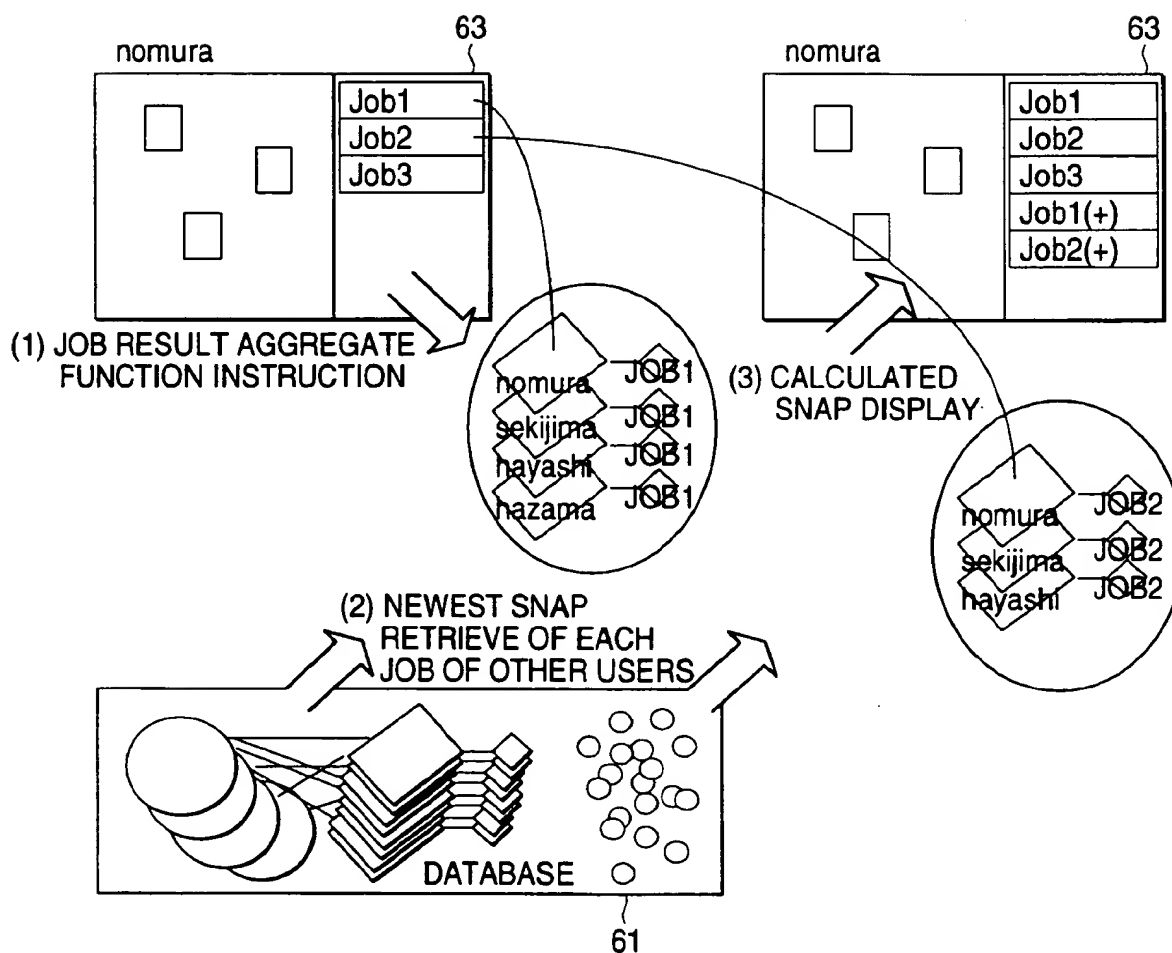 63
nomura
Job1
Job2
Job3
63
nomura
Job1
Job2
Job3
Job1(+)
Job2(+)
(1) JOB RESULT AGGREGATE
FUNCTION INSTRUCTION
nomura JOB1
sekijima JOB1
hayashi JOB1
hazama JOB1
(3) CALCULATED
SNAP DISPLAY
nomura JOB2
sekijima JOB2
hayashi JOB2
(2) NEWEST SNAP
RETRIEVE OF EACH
JOB OF OTHER USERS
DATABASE
61